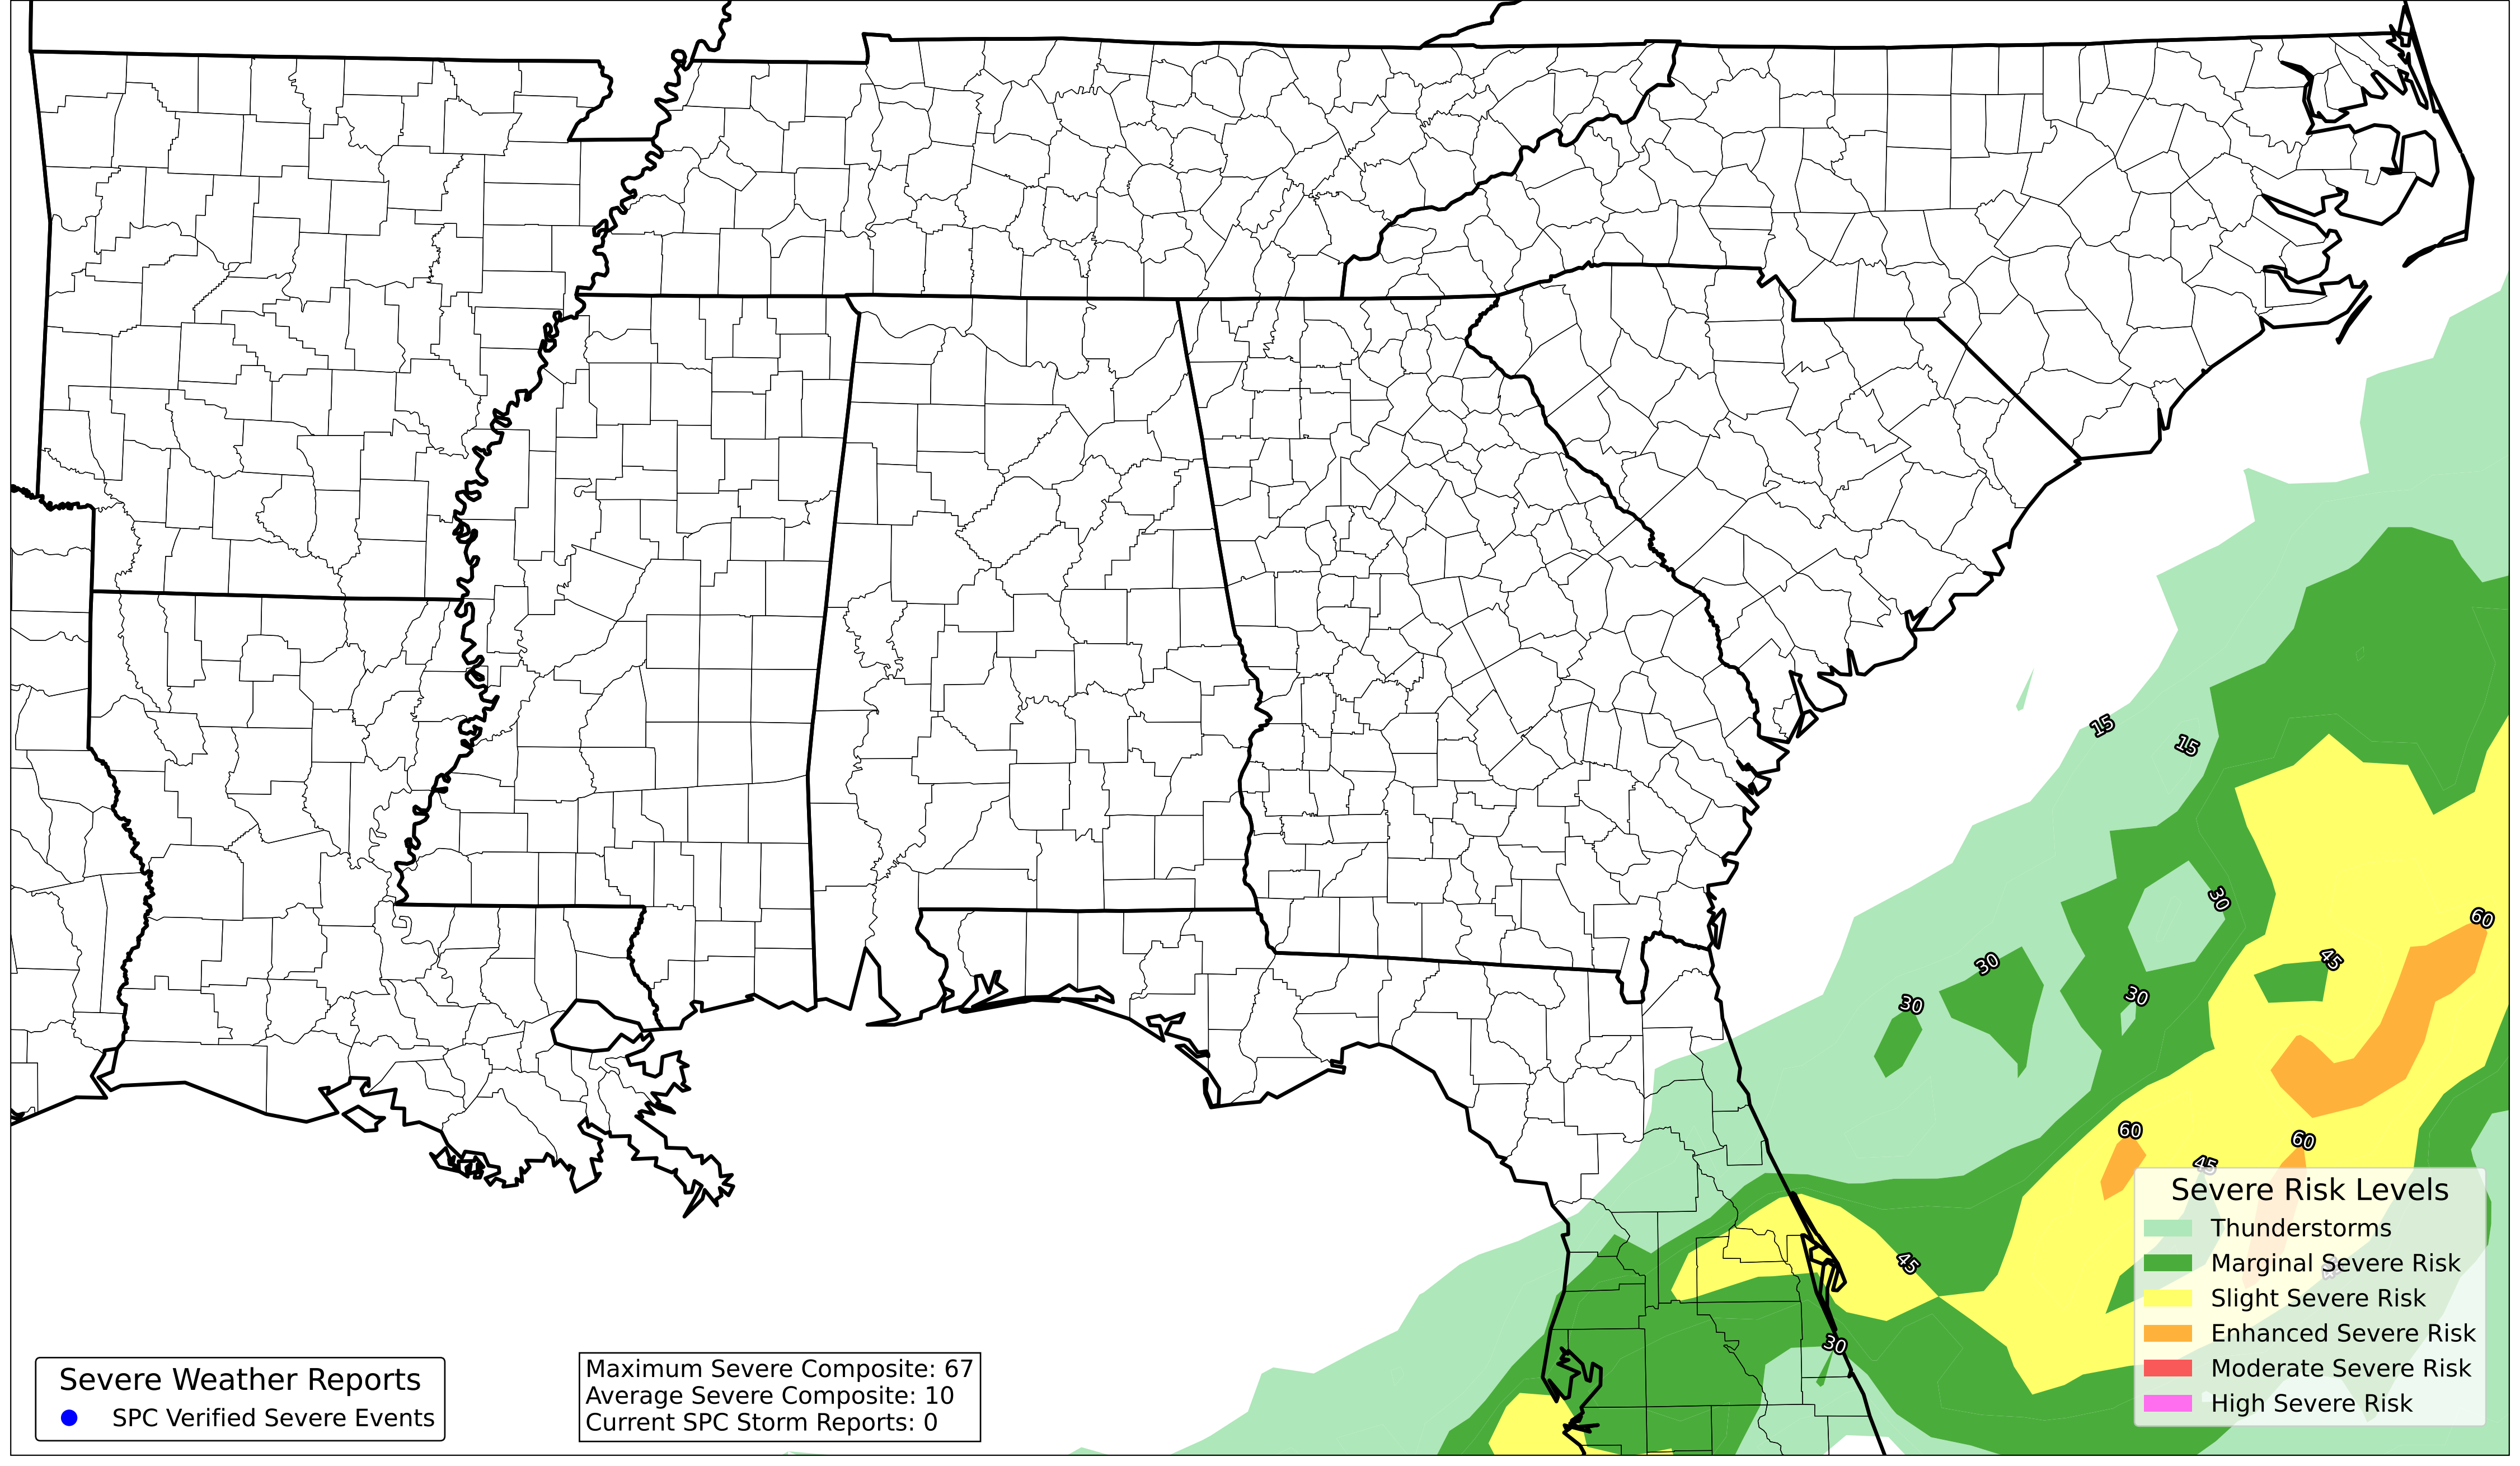 15
15
30
60
30
45
30
30
60
60
45
45
30
Severe Risk Levels
Thunderstorms
Marginal Severe Risk
Slight Severe Risk
Enhanced Severe Risk
Moderate Severe Risk
High Severe Risk
Severe Weather Reports
SPC Verified Severe Events
Maximum Severe Composite: 67
Average Severe Composite: 10
Current SPC Storm Reports: 0